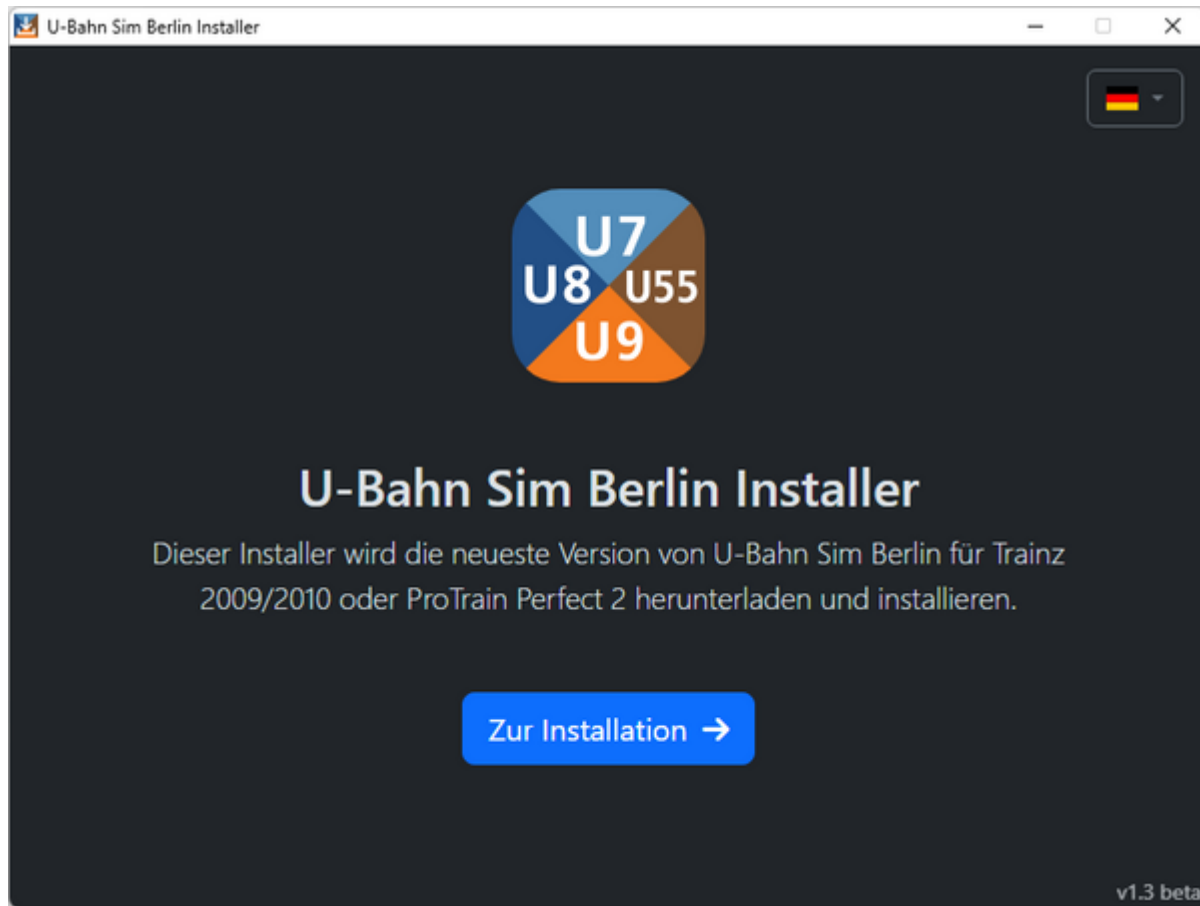 U-Bahn Sim Berlin Installer
U7
U8 U55
U9
U-Bahn Sim Berlin Installer
Dieser Installer wird die neueste Version von U-Bahn Sim Berlin für Trainz
2009/2010 oder ProTrain Perfect 2 herunterladen und installieren.
Zur Installation →
v1.3 beta